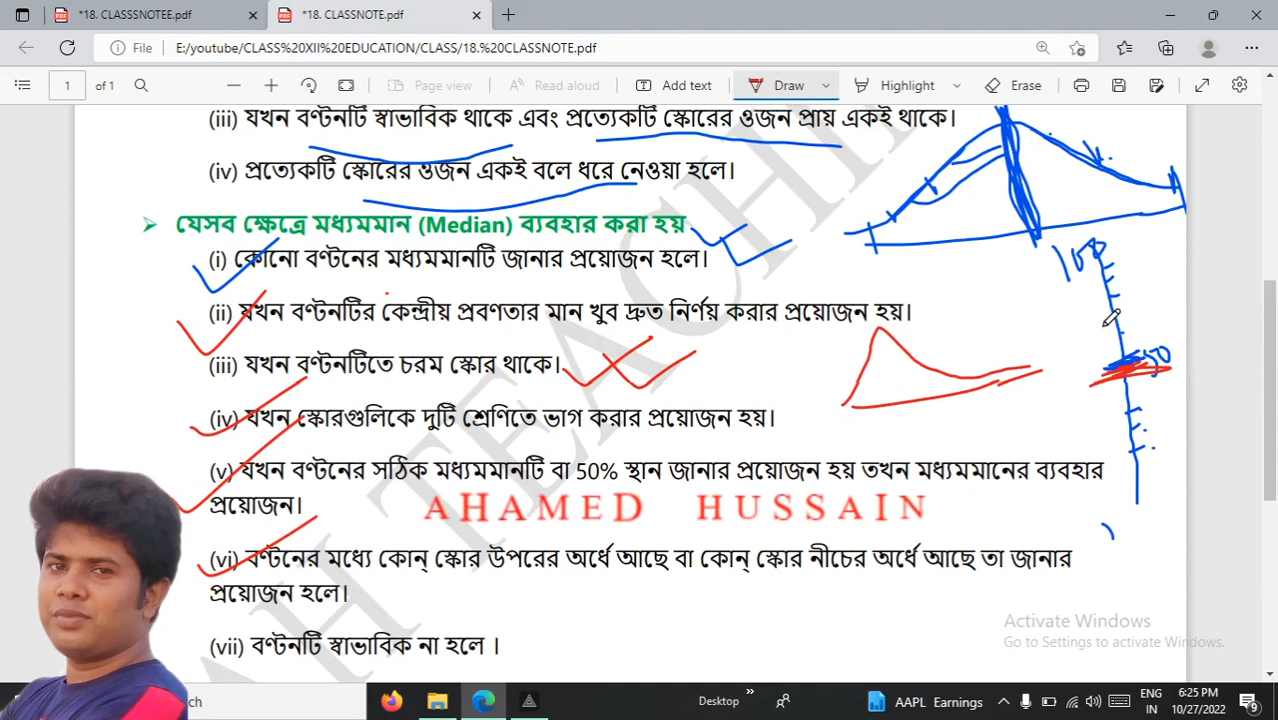 *18. CLASSSNOTEE.pdf
*18. CLASSNOTE.pdf
File
E:/youtube/CLASS%20XII%20EDUCATION/CLASS/18.%20CLASSNOTE.pdf
1 of 1
Page view
Read aloud
Add text
Draw
Highlight
Erase
(iii) যখন বণ্টনটি স্বাভাবিক থাকে এবং প্রত্যেকটি স্কোরের ওজন প্রায় একই থাকে।
(iv) প্রত্যেকটি স্কোরের ওজন একই বলে ধরে নেওয়া হলে।
যেসব ক্ষেত্রে মধ্যমমান (Median) ব্যবহার করা হয়
(i) কোনো বণ্টনের মধ্যমমানটি জানার প্রয়োজন হলে।
100
(ii) যখন বণ্টনটির কেন্দ্রীয় প্রবণতার মান খুব দ্রুত নির্ণয় করার প্রয়োজন হয়।
(iii) যখন বণ্টনটিতে চরম স্কোর থাকে।
50
(iv) যখন স্কোরগুলিকে দুটি শ্রেণিতে ভাগ করার প্রয়োজন হয়।
(v) যখন বণ্টনের সঠিক মধ্যমমানটি বা 50% স্থান জানার প্রয়োজন হয় তখন মধ্যমমানের ব্যবহার
প্রয়োজন।
AHAMED HUSSAIN
(vi) বণ্টনের মধ্যে কোন্ স্কোর উপরের অর্ধে আছে বা কোন্ স্কোর নীচের অর্ধে আছে তা জানার
প্রয়োজন হলে।
(vii) বণ্টনটি স্বাভাবিক না হলে ।
AH TEACHI
Activate Windows
Go to Settings to activate Windows.
rch
Desktop
AAPL Earnings
ENG
IN
6:25 PM
10/27/2022
9